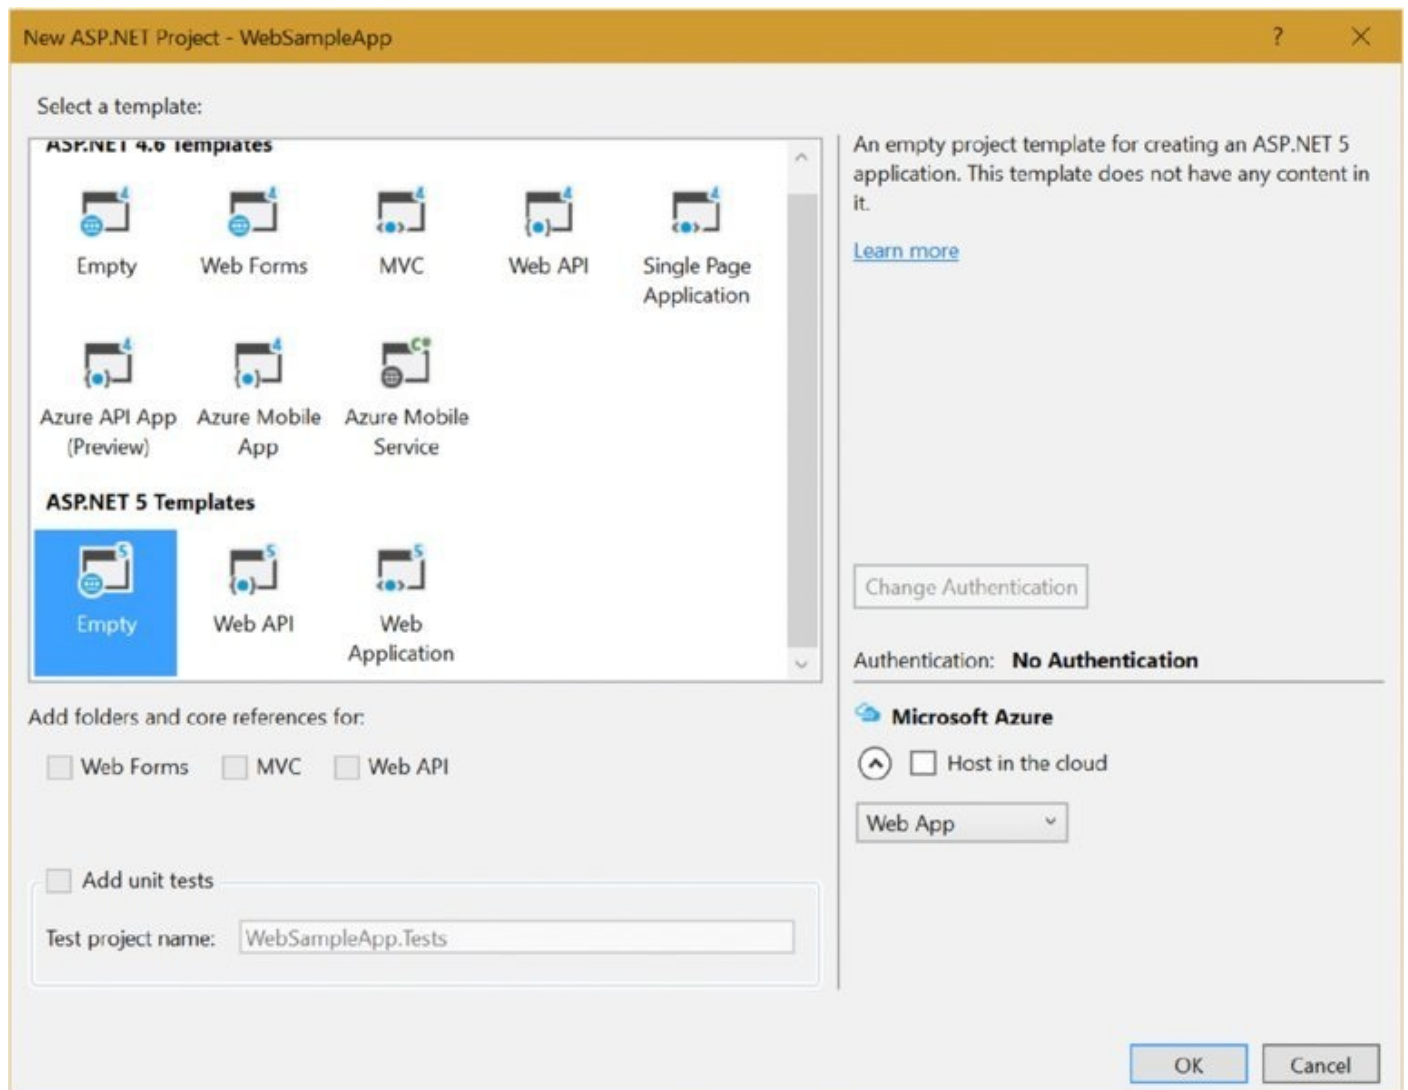 New ASP.NET Project - WebSampleApp
?
Select a template:
ASP.NET 4.6 Templates
4 4 4 4 4
Empty Web Forms MVC Web API Single Page
Application
4 4 C#
Azure API App Azure Mobile Azure Mobile
(Preview) App Service
ASP.NET 5 Templates
5 5 5
Empty Web API Web
Application
Add folders and core references for:
Web Forms MVC Web API
Add unit tests
Test project name: WebSampleApp.Tests
An empty project template for creating an ASP.NET 5
application. This template does not have any content in
it.
Learn more
Change Authentication
Authentication: No Authentication
Microsoft Azure
Host in the cloud
Web App
OK Cancel